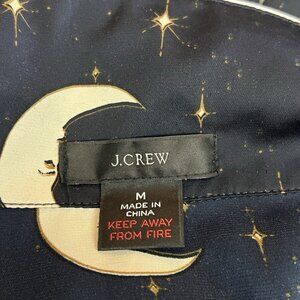 J.CREW
M
MADE IN
CHINA
KEEP AWAY
FROM FIRE